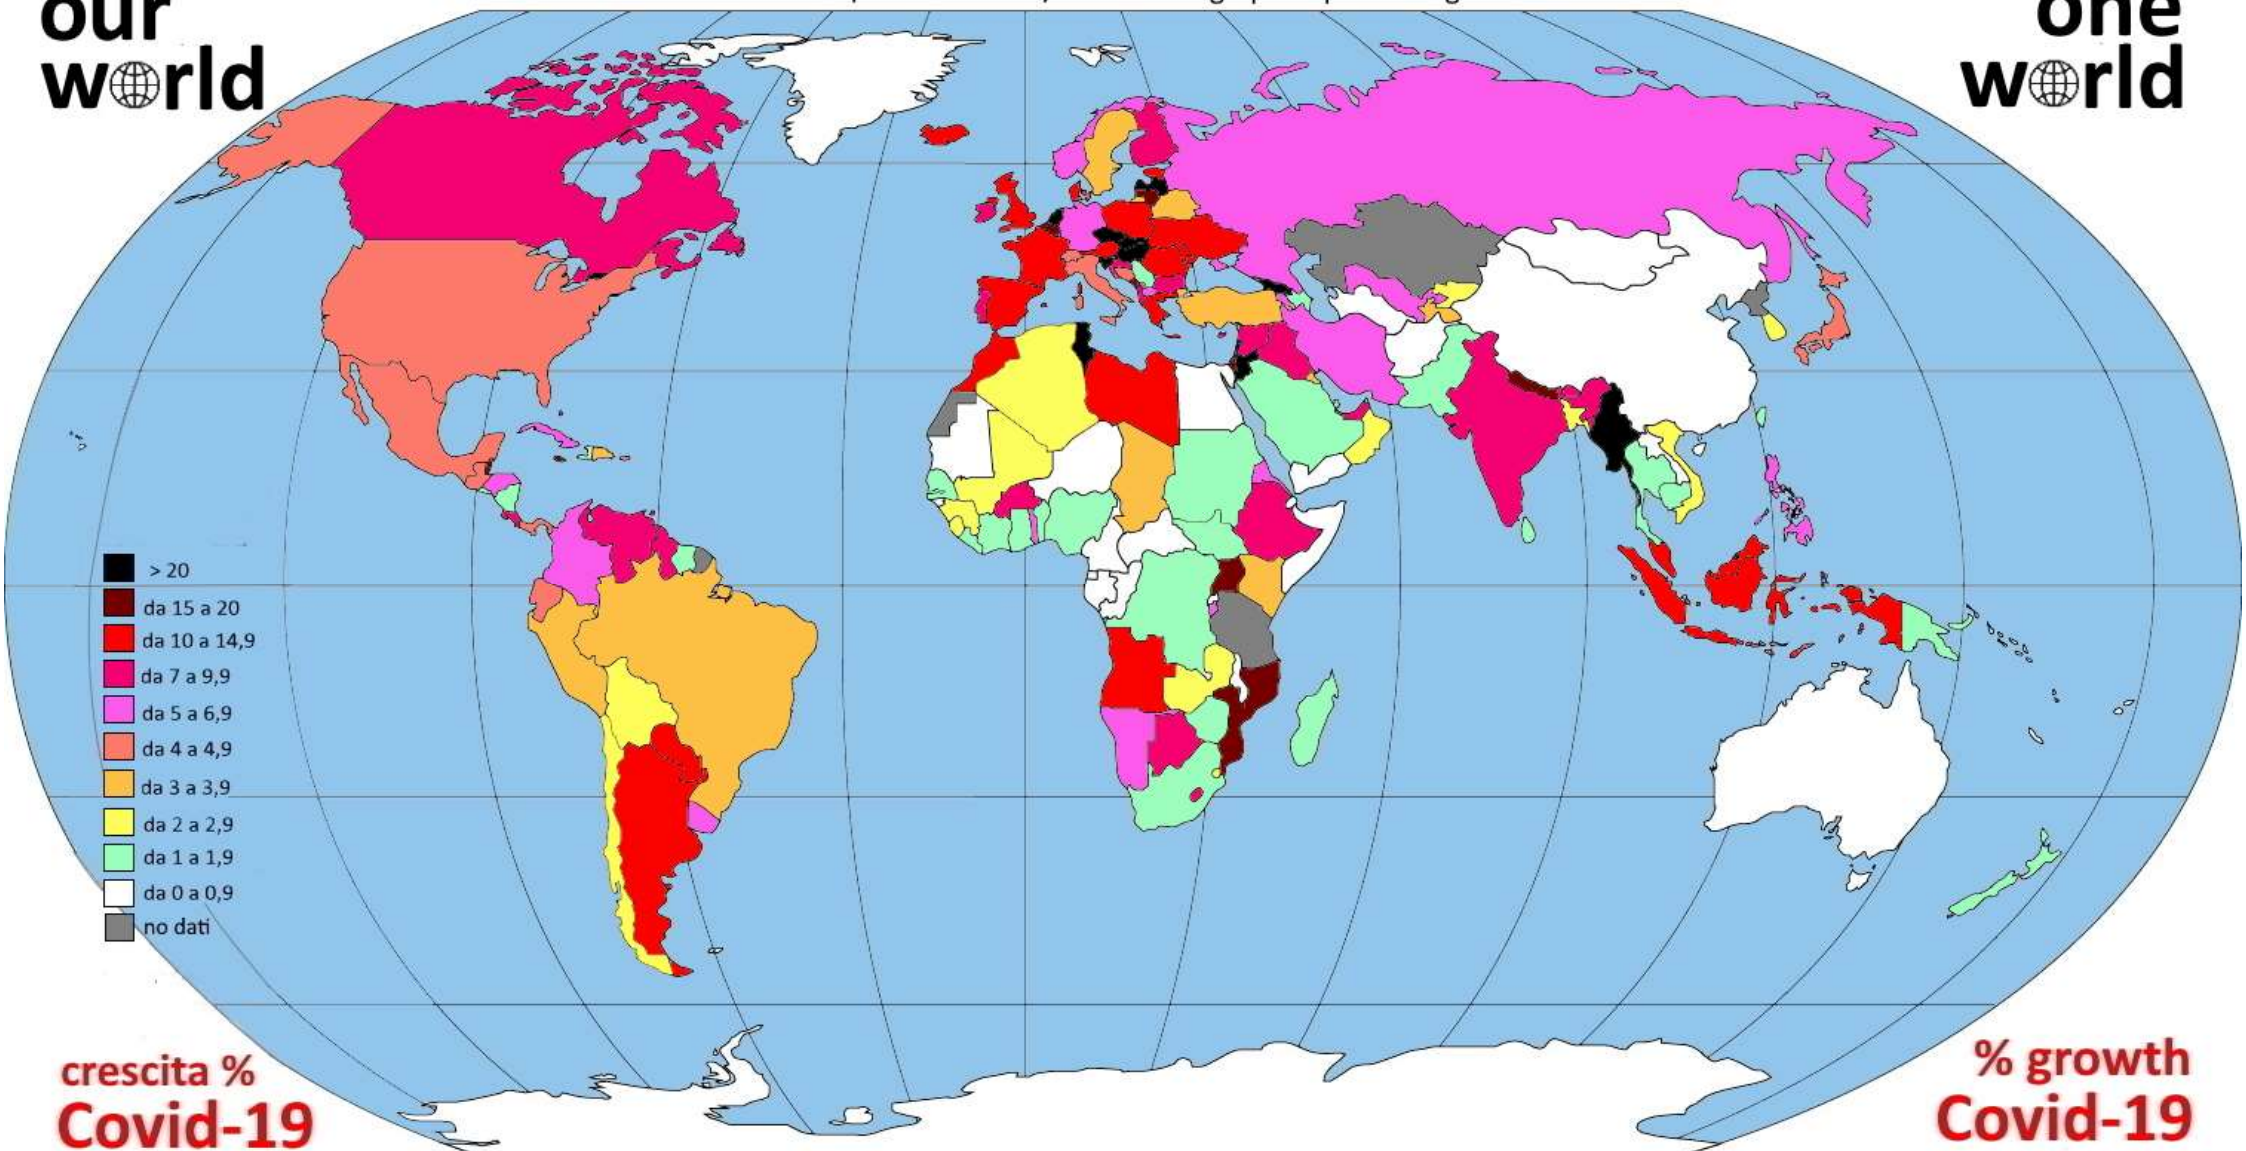 our
w rld
one
w rld
> 20
da 15 a 20
da 10 a 14,9
da 7 a 9,9
da 5 a 6,9
da 4 a 4,9
da 3 a 3,9
da 2 a 2,9
da 1 a 1,9
da 0 a 0,9
no dati
crescita %
Covid-19
% growth
Covid-19